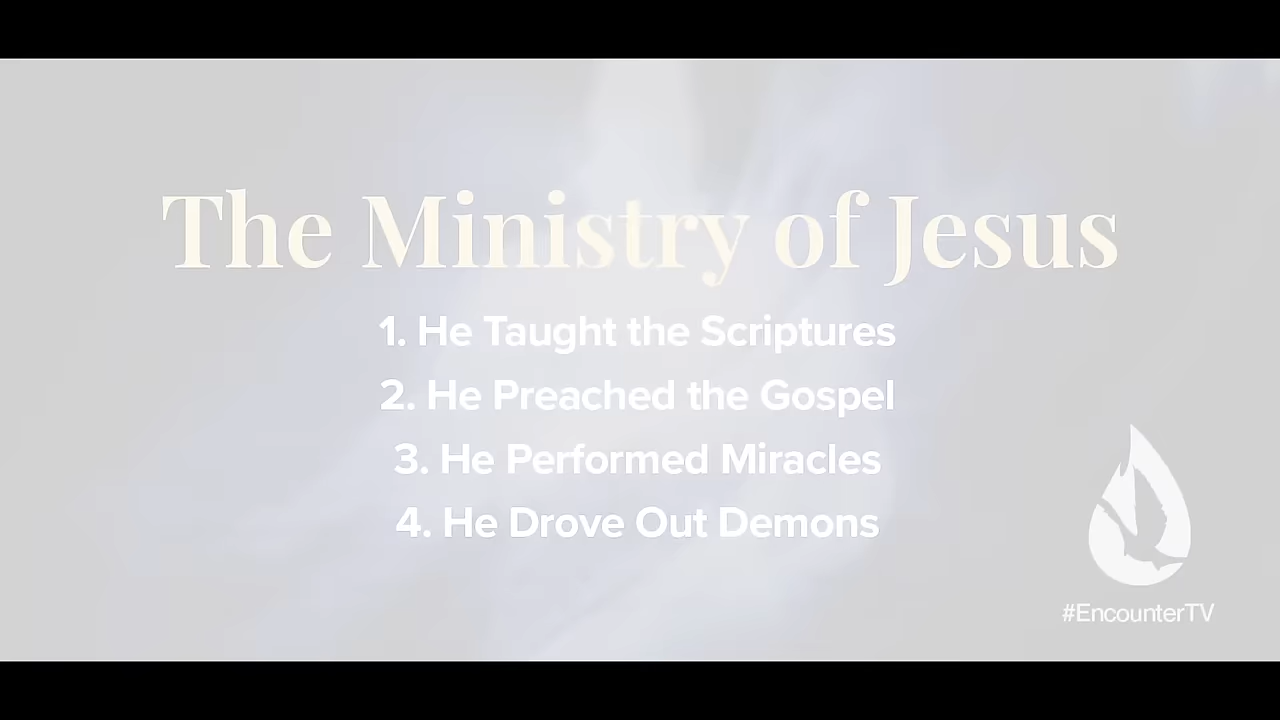 The Ministry of Jesus
1. He Taught the Scriptures
2. He Preached the Gospel
3. He Performed Miracles
4. He Drove Out Demons
#EncounterTV